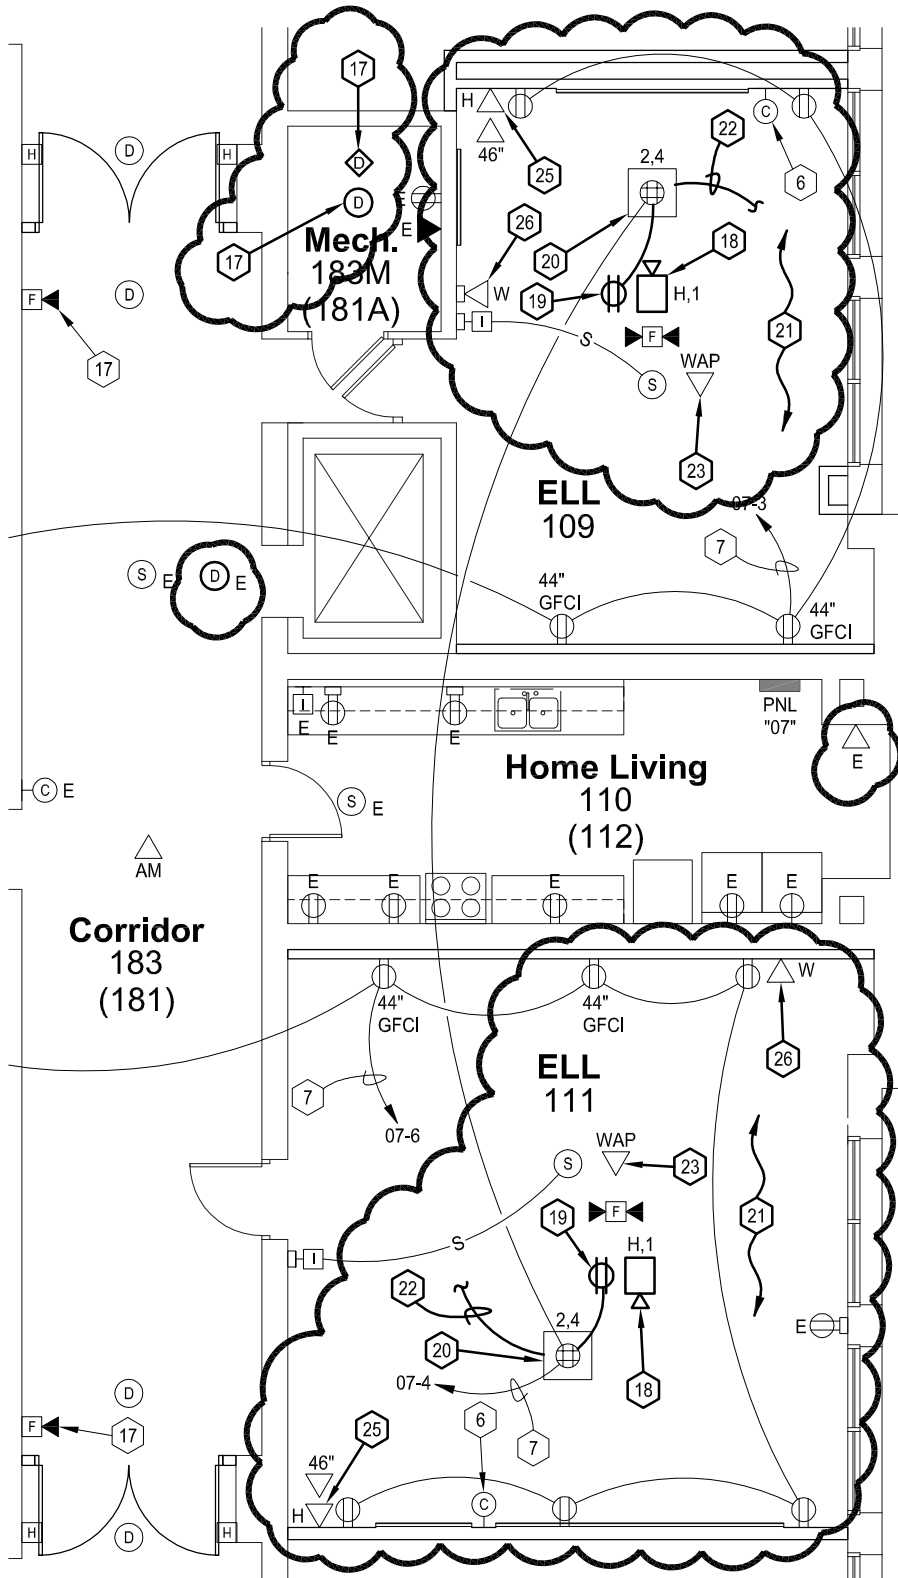 17
H
D
H
D
17
D
E
E
Mech.
183M
(181A)
D
F
17
H
46"
25
C
6
22
2,4
26
W
20
19
18
H,1
I
S
F
21
S
WAP
23
ELL
109
07-3
7
44"
GFCI
44"
GFCI
S
E
D
E
I
E
E
E
PNL
"07"
E
Home Living
110
(112)
C
E
S
E
AM
E
E
E
E
E
Corridor
183
(181)
44"
GFCI
44"
GFCI
W
26
ELL
111
7
07-6
WAP
23
S
19
F
21
I
S
H,1
22
2,4
20
18
E
07-4
7
6
D
F
17
25
46"
H
C
H
D
H